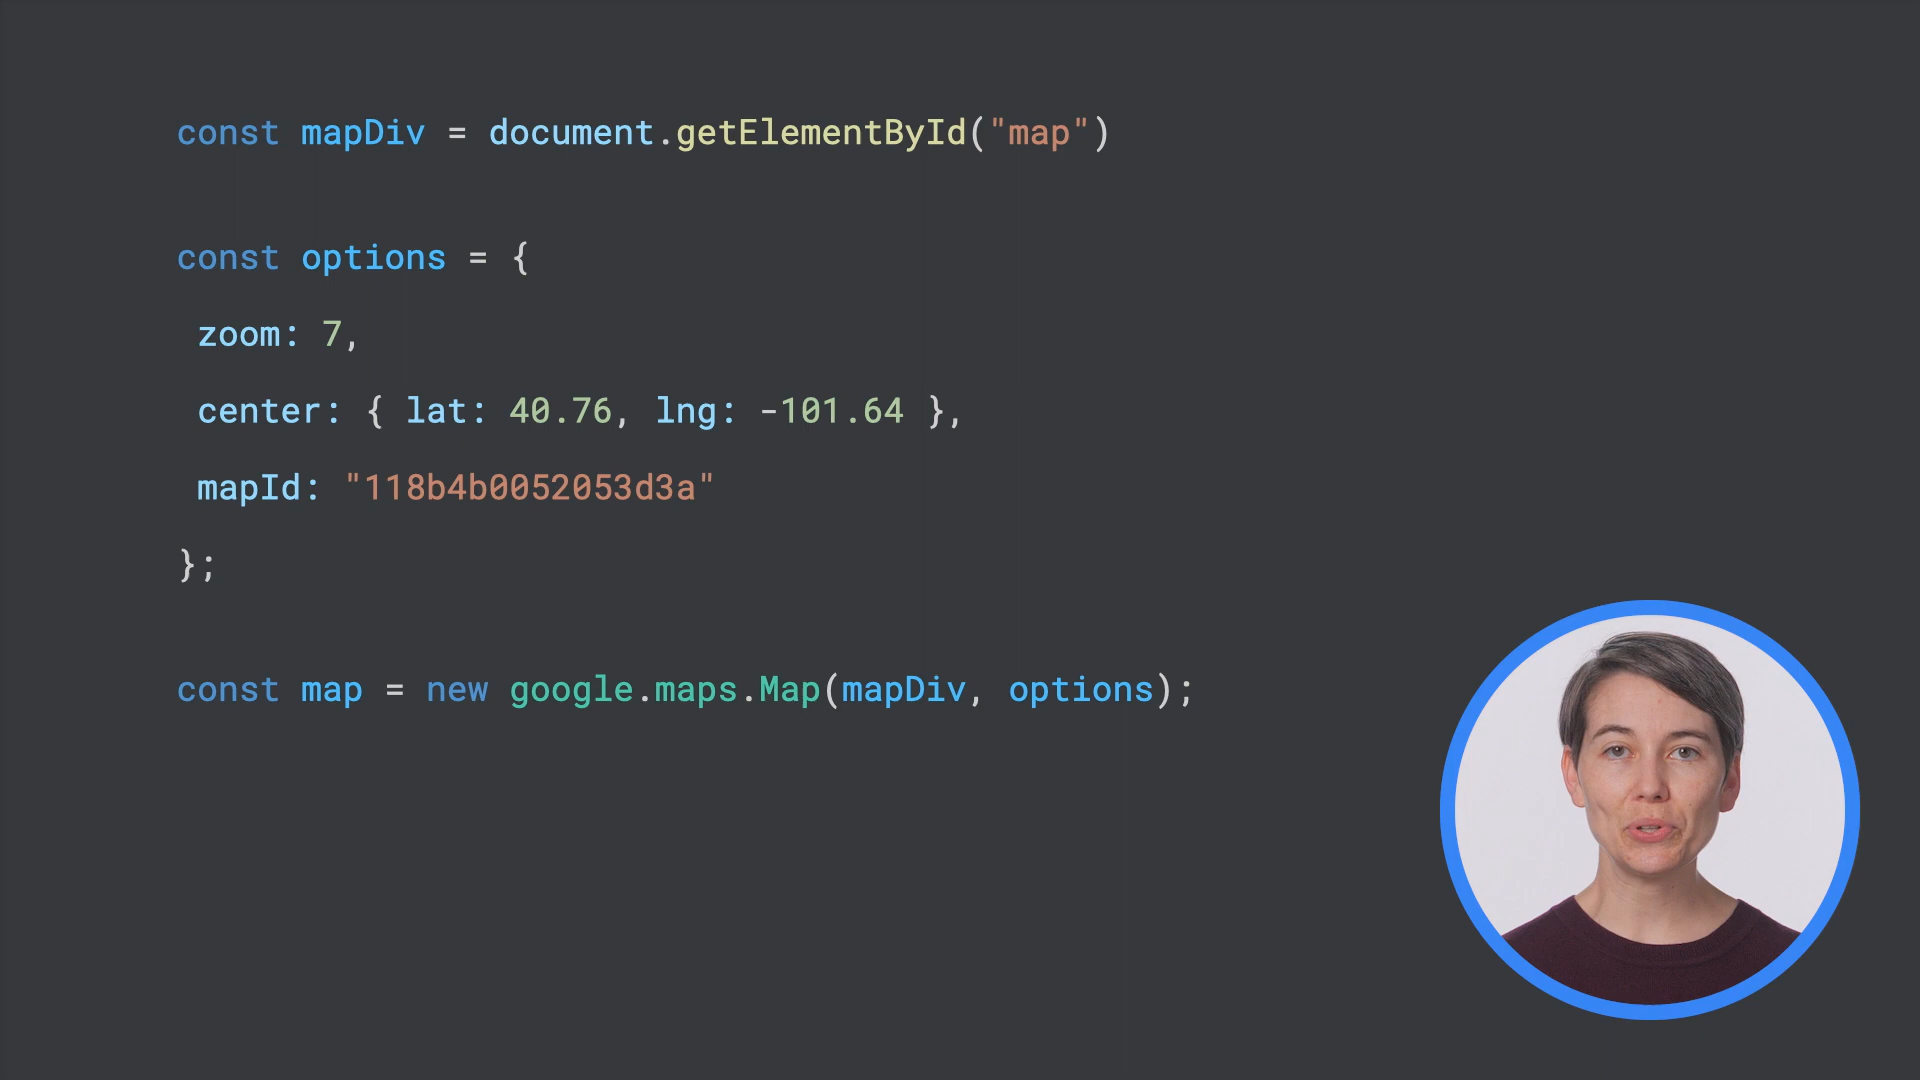 const mapDiv = document.getElementById("map")
const options = {
zoom: 7,
center: { lat: 40.76, lng: -101.64 },
mapId: "118b4b0052053d3a"
};
const map = new google.maps.Map(mapDiv, options);